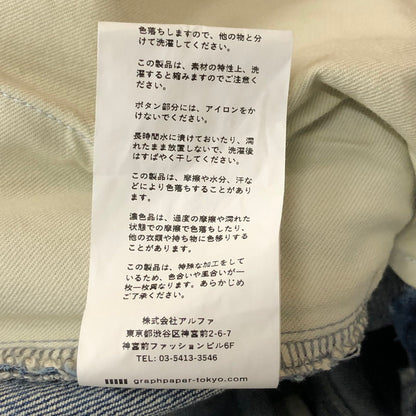 色落ちしますので、他の物と分
けて洗濯してください。
この製品は、素材の特性上、洗
濯すると縮みますのでご注意く
ださい。
ボタン部分には、アイロンをか
けないでください。
長時間水に漬けておいたり、濡
れたまま放置しないで、洗濯後
はすばやく干してください。
この製品は、摩擦や水分、汗な
どにより色落ちすることがあり
ます。
濃色品は、過度の摩擦や濡れた
状態での摩擦で色落ちしたり、
他の衣類や持ち物に色移りする
ことがあります。
この製品は、特殊な加工をして
いるため、色合いや風合いが一
枚一枚異なります。あらかじめ
ご了承ください。
株式会社アルファ
東京都渋谷区神宮前2-6-7
神宮前ファッションビル6F
TEL: 03-5413-3546
graphpaper-tokyo.com